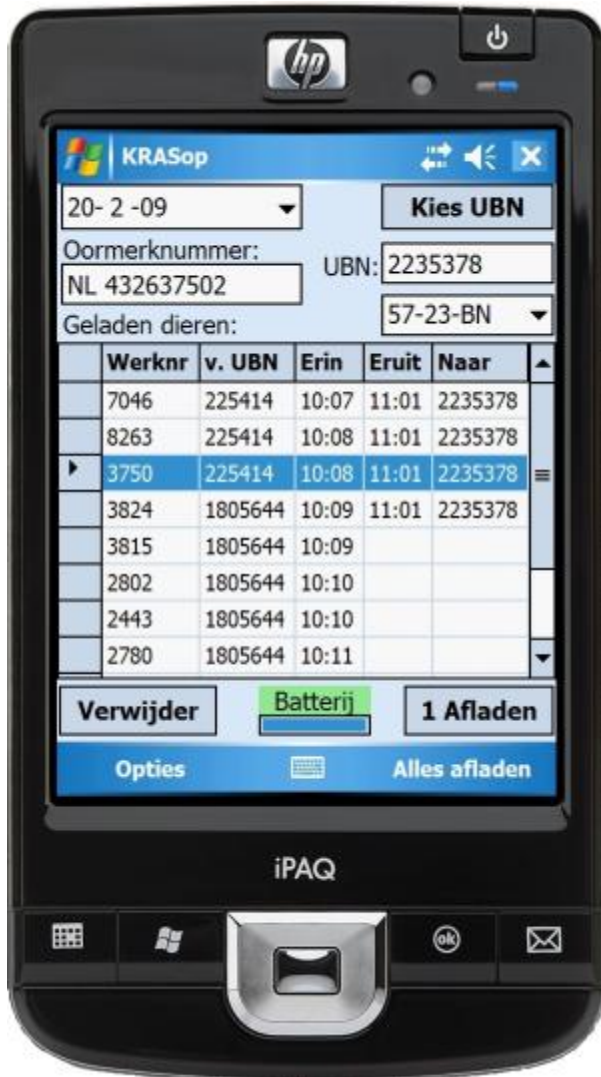 hp
KRASop
20- 2 -09
Kies UBN
Oormerknummer:
UBN: 2235378
NL 432637502
57-23-BN
Geladen dieren:
Werknr v. UBN Erin Eruit Naar
7046 225414 10:07 11:01 2235378
8263 225414 10:08 11:01 2235378
3750 225414 10:08 11:01 2235378
3824 1805644 10:09 11:01 2235378
3815 1805644 10:09
2802 1805644 10:10
2443 1805644 10:10
2780 1805644 10:11
Verwijder Batterij 1 Afladen
Opties Alles afladen
iPAQ
ok